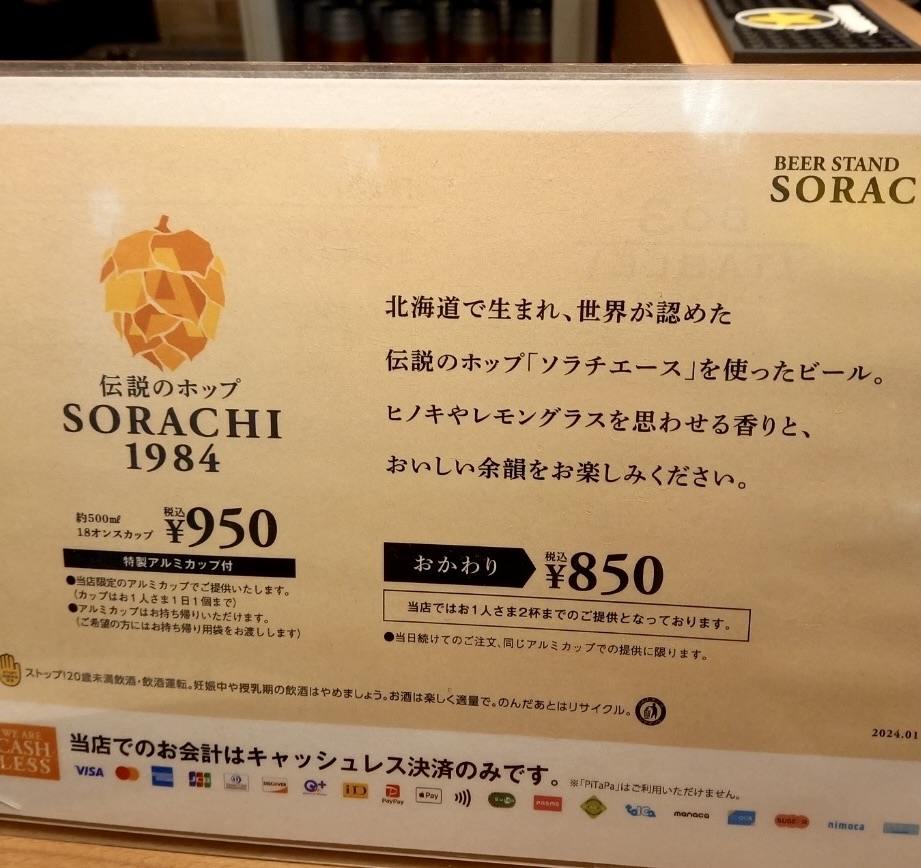 BEER STAND
SORAC
伝説のホップ
SORACHI
1984
北海道で生まれ、世界が認めた
伝説のホップ「ソラチエース」を使ったビール。
ヒノキやレモングラスを思わせる香りと、
おいしい余韻をお楽しみください。
約500㎖
18オンスカップ
税込
¥950
特製アルミカップ付
●当店限定のアルミカップでご提供いたします。
(カップはお1人さま1日1個まで)
●アルミカップはお持ち帰りいただけます。
(ご希望の方にはお持ち帰り用袋をお渡しします)
おかわり
税込
¥850
当店ではお1人さま2杯までのご提供となっております。
●当日続けてのご注文、同じアルミカップでの提供に限ります。
ストップ!20歳未満飲酒・飲酒運転。妊娠中や授乳期の飲酒はやめましょう。お酒は楽しく適量で。のんだあとはリサイクル。
2024.01
WE ARE
CASH
LESS
当店でのお会計はキャッシュレス決済のみです。
※「PiTaPa」はご利用いただけません。
VISA
JCB
DISCOVER
iD
PayPay
Pay
PASMO
manaca
SUGOCA
nimoca